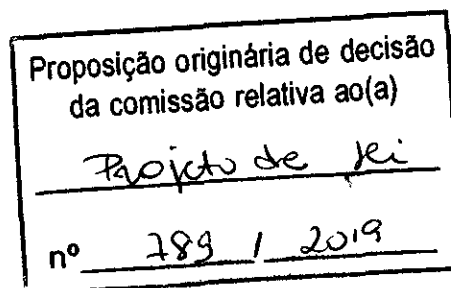 Proposição originária de decisão
da comissão relativa ao(a)
Projeto de Lei
nº 789 / 2019